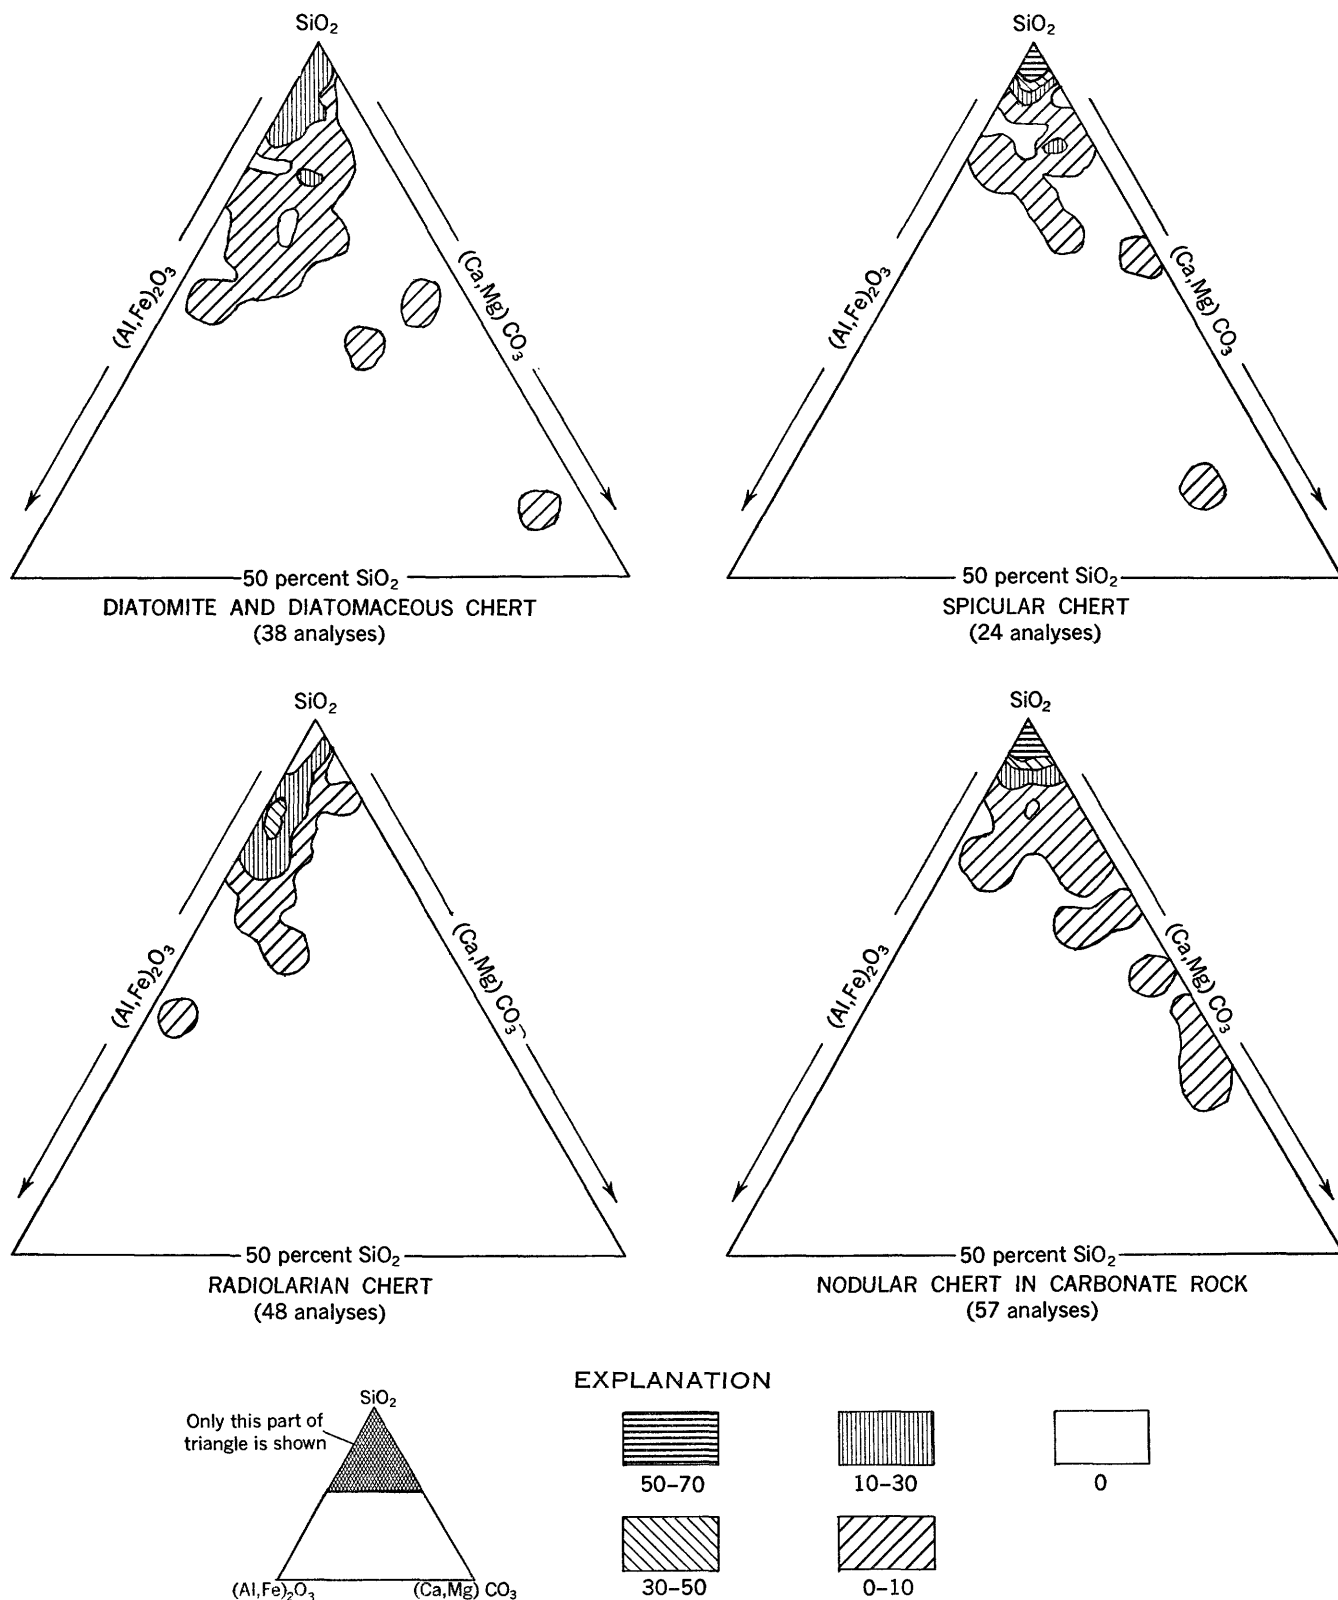 SiO₂
(Al,Fe)₂O₃
(Ca,Mg) CO₃
50 percent SiO₂
DIATOMITE AND DIATOMACEOUS CHERT
(38 analyses)
SiO₂
(Al,Fe)₂O₃
(Ca,Mg) CO₃
50 percent SiO₂
SPICULAR CHERT
(24 analyses)
SiO₂
(Al,Fe)₂O₃
(Ca,Mg) CO₃
50 percent SiO₂
RADIOLARIAN CHERT
(48 analyses)
SiO₂
(Al,Fe)₂O₃
(Ca,Mg) CO₃
50 percent SiO₂
NODULAR CHERT IN CARBONATE ROCK
(57 analyses)
SiO₂
Only this part of
triangle is shown
(Al,Fe)₂O₃
(Ca,Mg) CO₃
EXPLANATION
50-70
10-30
0
30-50
0-10